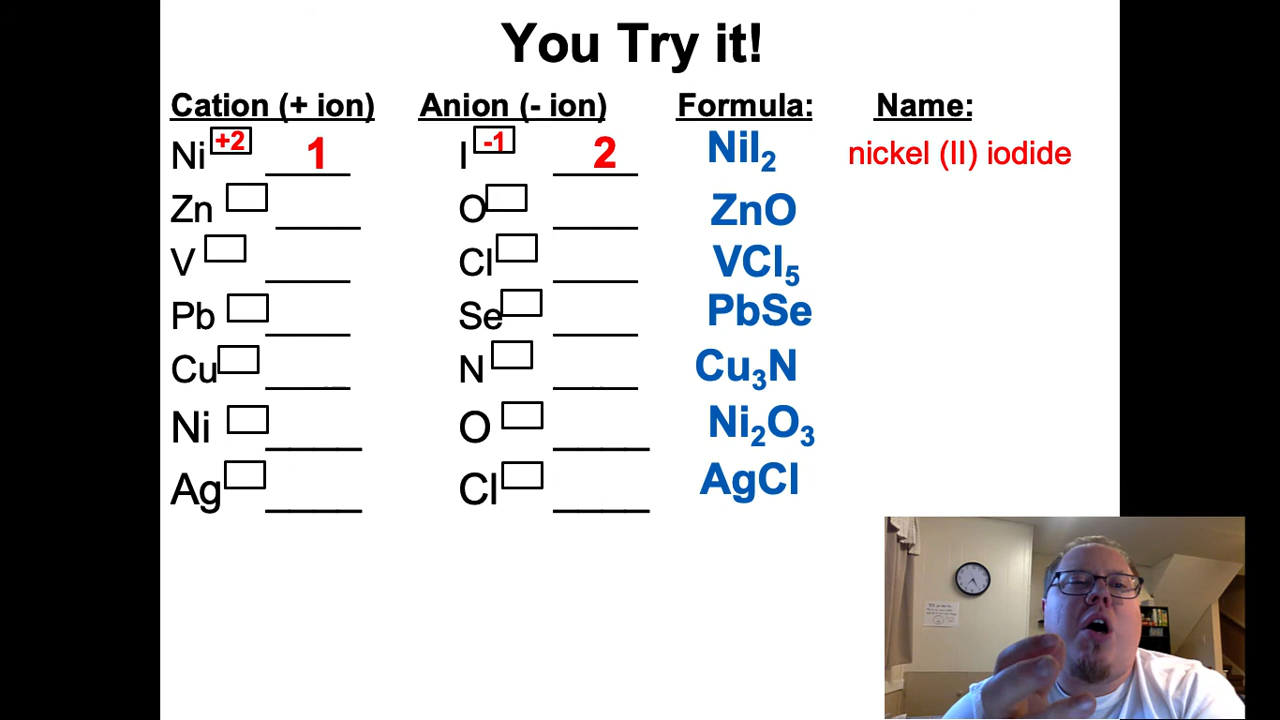 You Try it!
Cation (+ ion) Anion (- ion) Formula: Name:
Ni +2 1 I -1 2 NiI₂ nickel (II) iodide
Zn O ZnO
V Cl VCl₅
Pb Se PbSe
Cu N Cu₃N
Ni O Ni₂O₃
Ag Cl AgCl